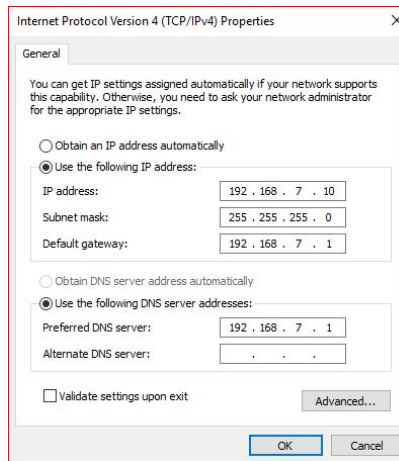 Internet Protocol Version 4 (TCP/IPv4) Properties
General
You can get IP settings assigned automatically if your network supports
this capability. Otherwise, you need to ask your network administrator
for the appropriate IP settings.
Obtain an IP address automatically
Use the following IP address:
IP address: 192 . 168 . 7 . 10
Subnet mask: 255 . 255 . 255 . 0
Default gateway: 192 . 168 . 7 . 1
Obtain DNS server address automatically
Use the following DNS server addresses:
Preferred DNS server: 192 . 168 . 7 . 1
Alternate DNS server: . . .
Validate settings upon exit
Advanced...
OK Cancel